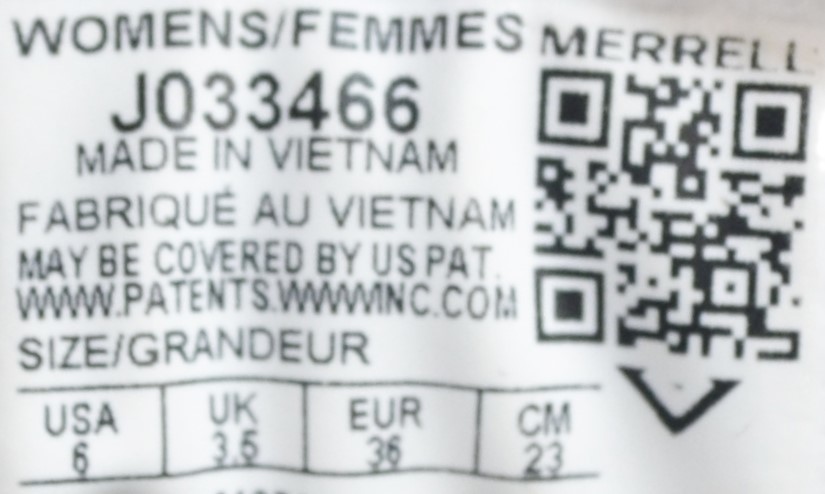 WOMENS/FEMMES MERRELL
J033466
MADE IN VIETNAM
FABRIQUÉ AU VIETNAM
MAY BE COVERED BY US PAT.
WWW.PATENTS.WWWINC.COM
SIZE/GRANDEUR
USA UK EUR CM
6 3.5 36 23